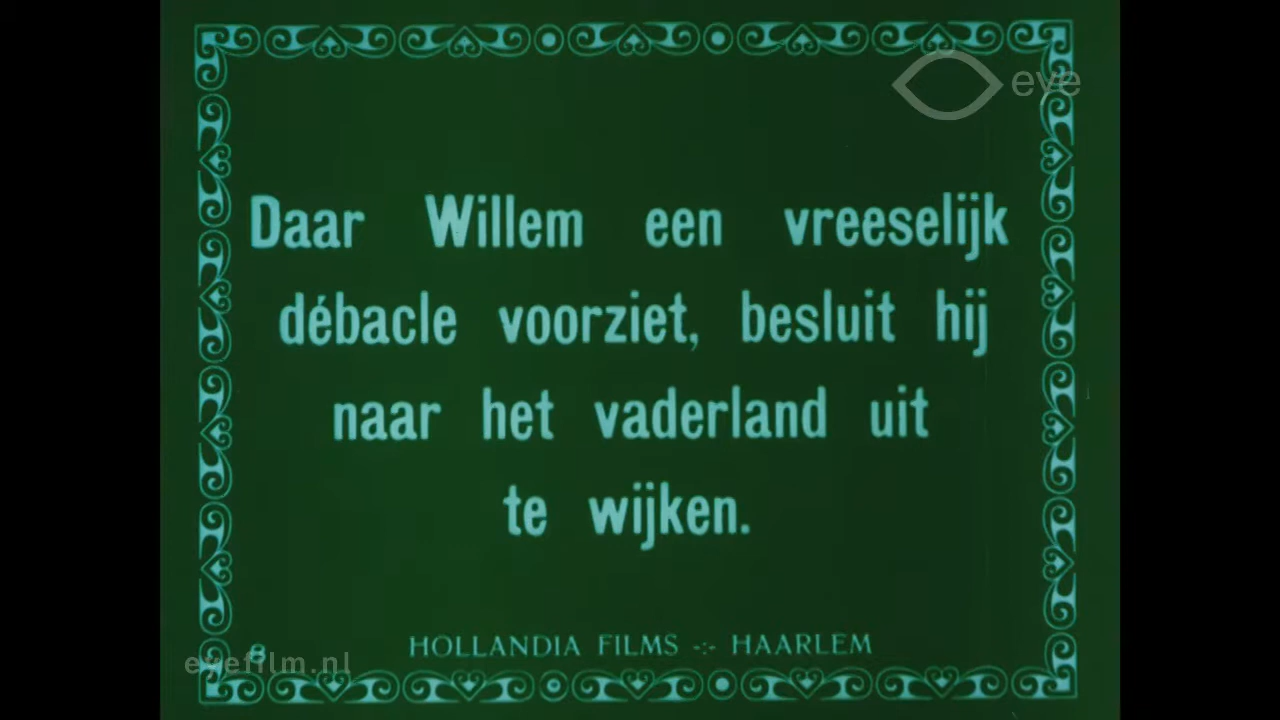 eye
Daar Willem een vreeselijk
débacle voorziet, besluit hij
naar het vaderland uit
te wijken.
8
HOLLANDIA FILMS -:- HAARLEM
eyefilm.nl